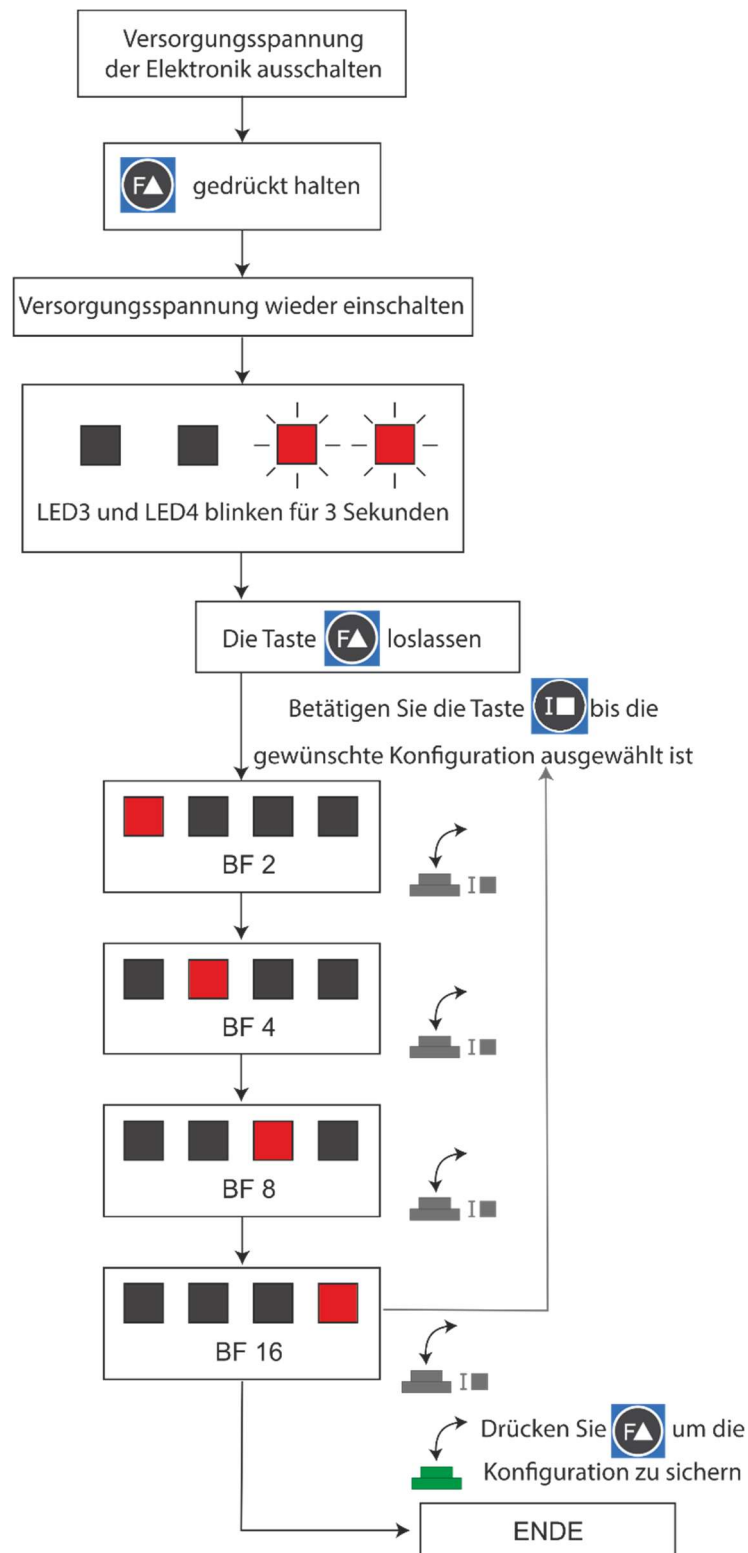 Versorgungsspannung
der Elektronik ausschalten
F▲ gedrückt halten
Versorgungsspannung wieder einschalten
LED3 und LED4 blinken für 3 Sekunden
Die Taste F▲ loslassen
Betätigen Sie die Taste I■ bis die
gewünschte Konfiguration ausgewählt ist
BF 2
I■
BF 4
I■
BF 8
I■
BF 16
I■
Drücken Sie F▲ um die
Konfiguration zu sichern
ENDE